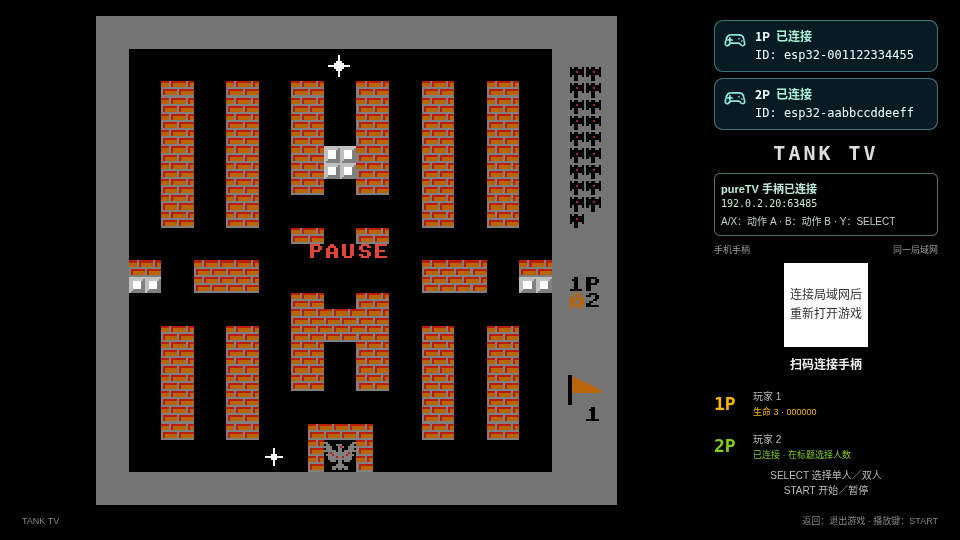 PAUSE
1P
2
1
1P 已连接
ID: esp32-001122334455
2P 已连接
ID: esp32-aabbccddeeff
TANK TV
pureTV 手柄已连接
192.0.2.20:63485
A/X: 动作 A · B: 动作 B · Y: SELECT
手机手柄
同一局域网
连接局域网后
重新打开游戏
扫码连接手柄
1P
玩家 1
生命 3 · 000000
2P
玩家 2
已连接 · 在标题选择人数
SELECT 选择单人／双人
START 开始／暂停
TANK TV
返回: 退出游戏 · 播放键: START